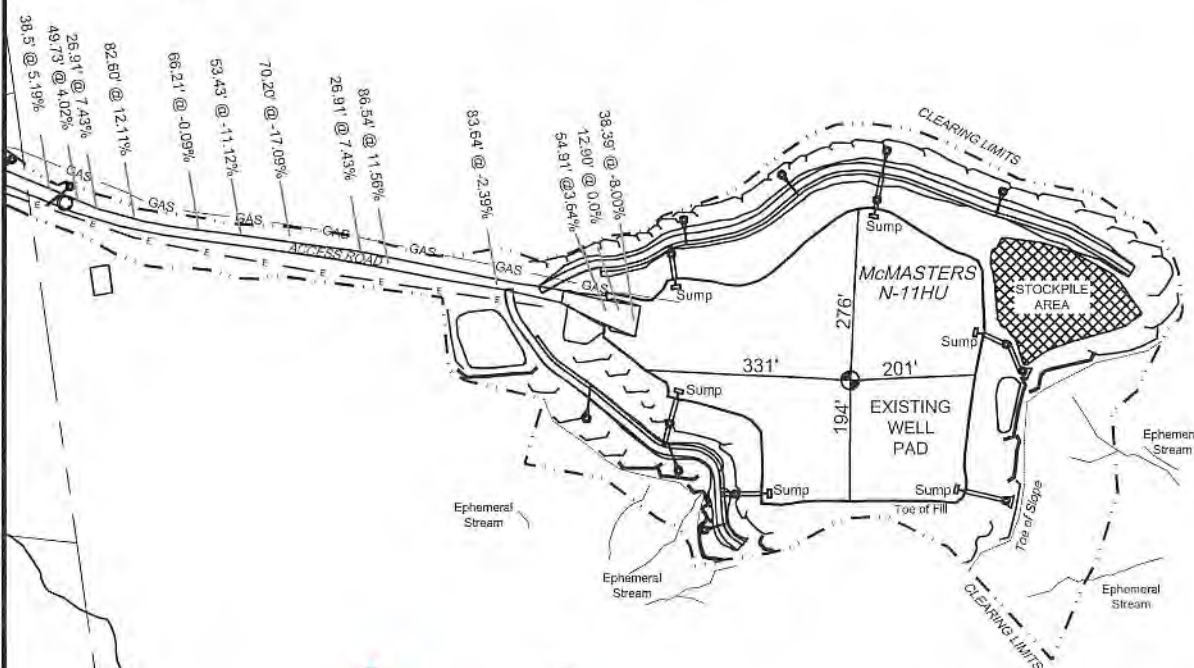 38.5' @ 5.19%
49.73' @ 4.02%
26.91' @ 7.43%
82.60' @ 12.11%
66.21' @ -0.09%
53.43' @ -11.12%
70.20' @ -17.09%
26.91' @ 7.43%
86.54' @ 11.56%
83.64' @ -2.39%
54.91' @3.64%
12.90' @ 0.0%
38.39' @ -8.00%
CLEARING LIMITS
GAS
GAS
GAS
GAS
GAS
GAS
GAS
ACCESS ROAD
E
E
E
E
E
E
E
E
E
Sump
Sump
McMASTERS
N-11HU
STOCKPILE
AREA
276'
Sump
331'
201'
Sump
194'
EXISTING
WELL
PAD
Sump
Sump
Toe of Fill
Toe of Slope
Ephemeral
Stream
Ephemeral
Stream
Ephemeral
Stream
Ephemeral
Stream
CLEARING LIMITS